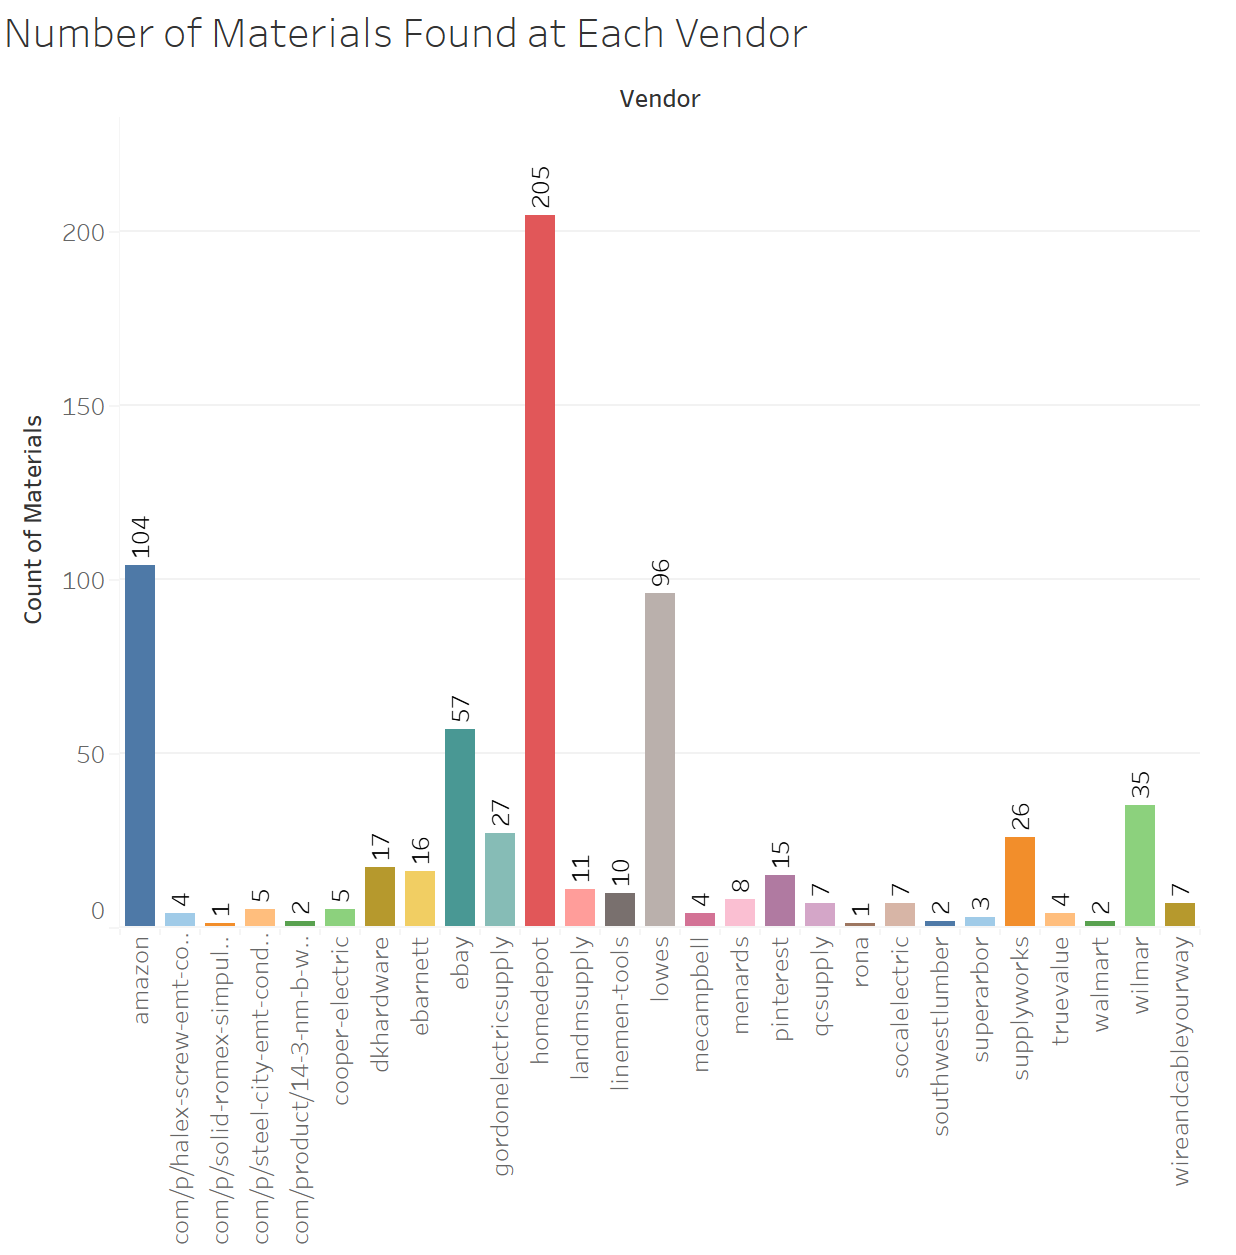 Number of Materials Found at Each Vendor
Vendor
Count of Materials
200
150
100
50
0
104
4
1
5
2
5
17
16
57
27
205
11
10
96
4
8
15
7
1
7
2
3
26
4
2
35
7
amazon
com/p/halex-screw-emt-co..
com/p/solid-romex-simpul..
com/p/steel-city-emt-cond..
com/product/14-3-nm-b-w..
cooper-electric
dkhardware
ebarnett
ebay
gordonelectricsupply
homedepot
landmsupply
linemen-tools
lowes
mecampbell
menards
pinterest
qcsupply
rona
socalelectric
southwestlumber
superarbor
supplyworks
truevalue
walmart
wilmar
wireandcableyourway